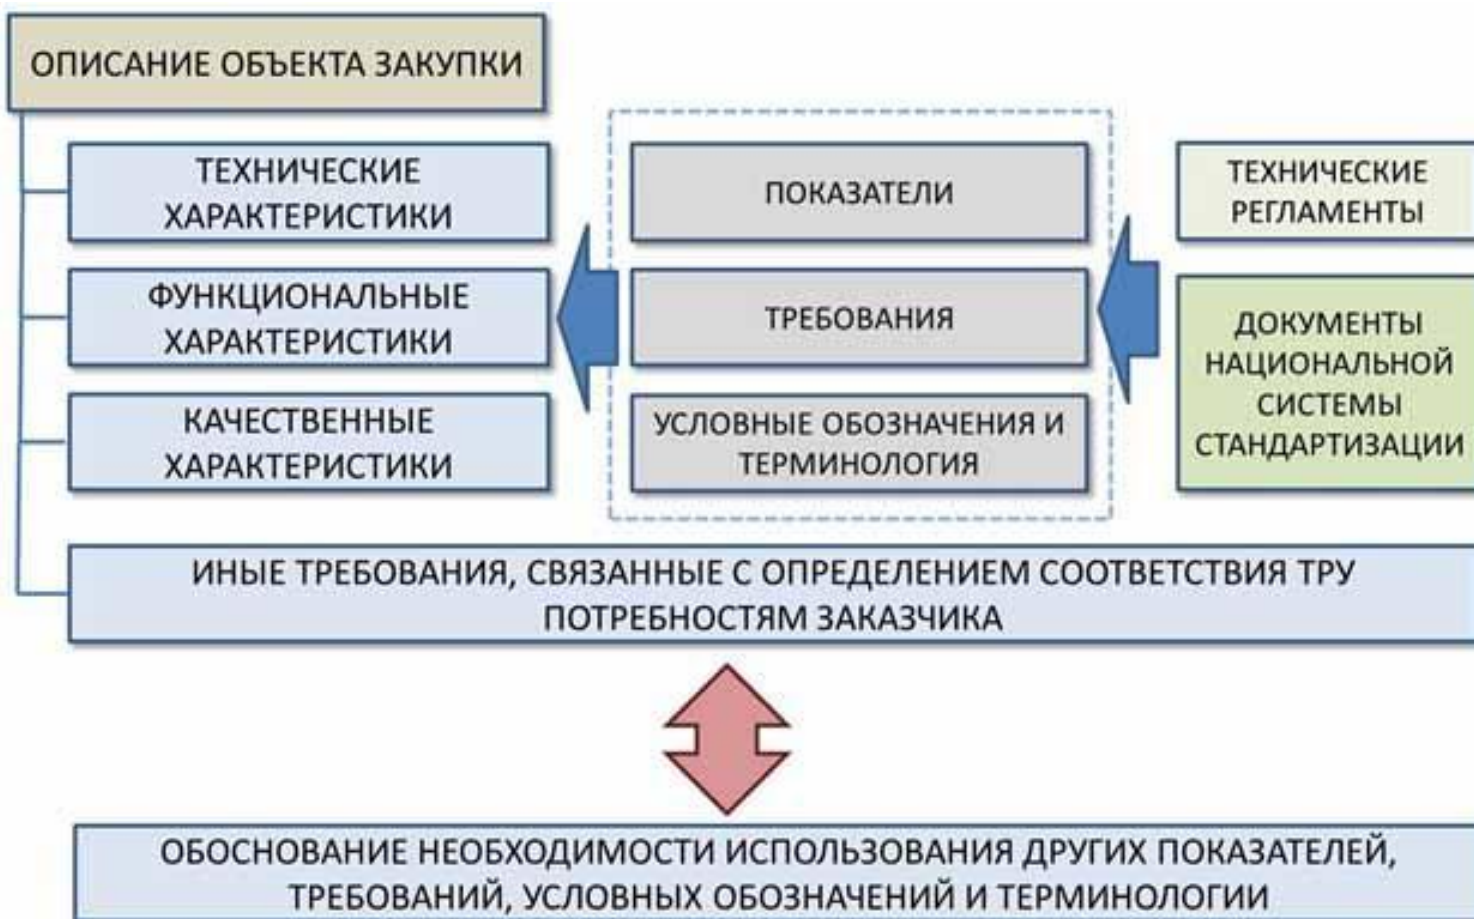 ОПИСАНИЕ ОБЪЕКТА ЗАКУПКИ
ТЕХНИЧЕСКИЕ
ХАРАКТЕРИСТИКИ
ФУНКЦИОНАЛЬНЫЕ
ХАРАКТЕРИСТИКИ
КАЧЕСТВЕННЫЕ
ХАРАКТЕРИСТИКИ
ПОКАЗАТЕЛИ
ТРЕБОВАНИЯ
УСЛОВНЫЕ ОБОЗНАЧЕНИЯ И
ТЕРМИНОЛОГИЯ
ТЕХНИЧЕСКИЕ
РЕГЛАМЕНТЫ
ДОКУМЕНТЫ
НАЦИОНАЛЬНОЙ
СИСТЕМЫ
СТАНДАРТИЗАЦИИ
ИНЫЕ ТРЕБОВАНИЯ, СВЯЗАННЫЕ С ОПРЕДЕЛЕНИЕМ СООТВЕТСТВИЯ ТРУ
ПОТРЕБНОСТЯМ ЗАКАЗЧИКА
ОБОСНОВАНИЕ НЕОБХОДИМОСТИ ИСПОЛЬЗОВАНИЯ ДРУГИХ ПОКАЗАТЕЛЕЙ,
ТРЕБОВАНИЙ, УСЛОВНЫХ ОБОЗНАЧЕНИЙ И ТЕРМИНОЛОГИИ